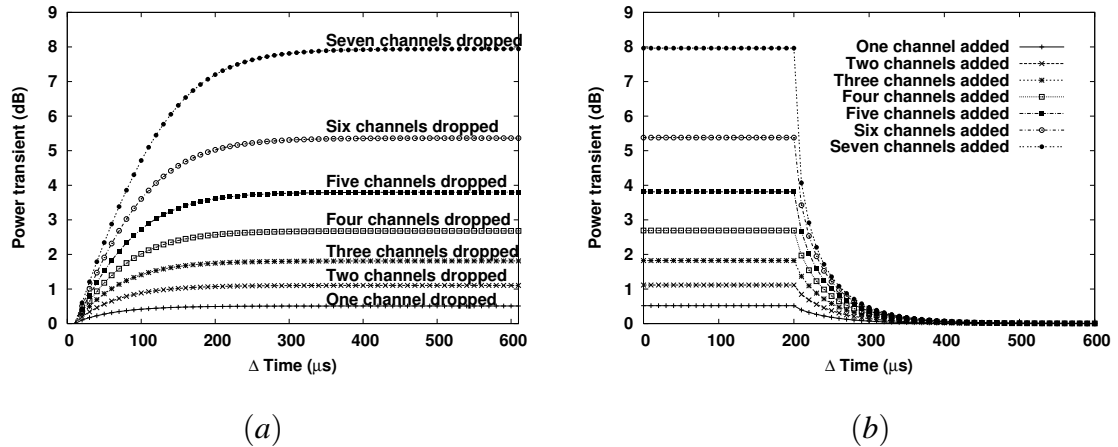 9
8
7
6
5
4
3
2
1
0
Power transient (dB)
Seven channels dropped
Six channels dropped
Five channels dropped
Four channels dropped
Three channels dropped
Two channels dropped
One channel dropped
0 100 200 300 400 500 600
Δ Time (μs)
(a)
9
8
7
6
5
4
3
2
1
0
Power transient (dB)
One channel added
Two channels added
Three channels added
Four channels added
Five channels added
Six channels added
Seven channels added
0 100 200 300 400 500 600
Δ Time (μs)
(b)